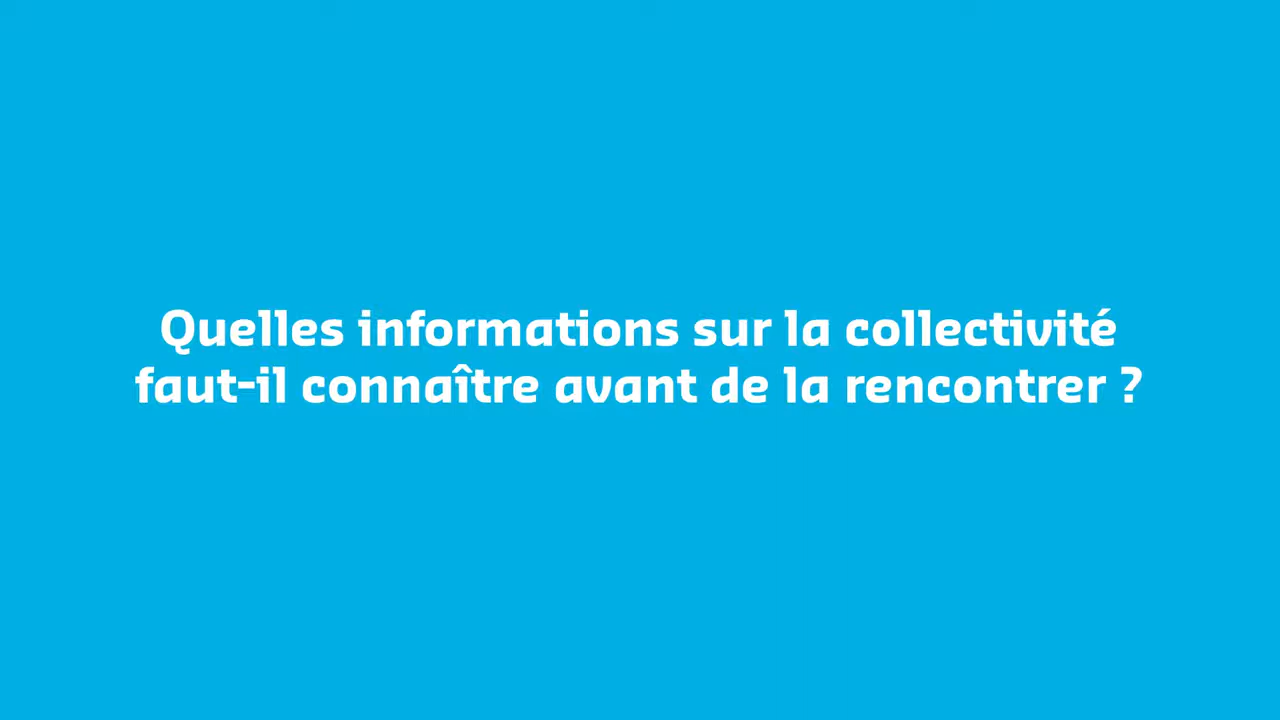 Quelles informations sur la collectivité
faut-il connaître avant de la rencontrer ?